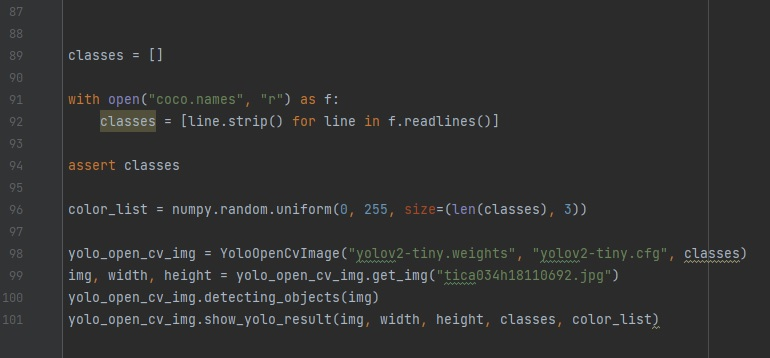 87
88
89 classes = []
90
91 with open("coco.names", "r") as f:
92     classes = [line.strip() for line in f.readlines()]
93
94 assert classes
95
96 color_list = numpy.random.uniform(0, 255, size=(len(classes), 3))
97
98 yolo_open_cv_img = YoloOpenCvImage("yolov2-tiny.weights", "yolov2-tiny.cfg", classes)
99 img, width, height = yolo_open_cv_img.get_img("tica034h18110692.jpg")
100 yolo_open_cv_img.detecting_objects(img)
101 yolo_open_cv_img.show_yolo_result(img, width, height, classes, color_list)